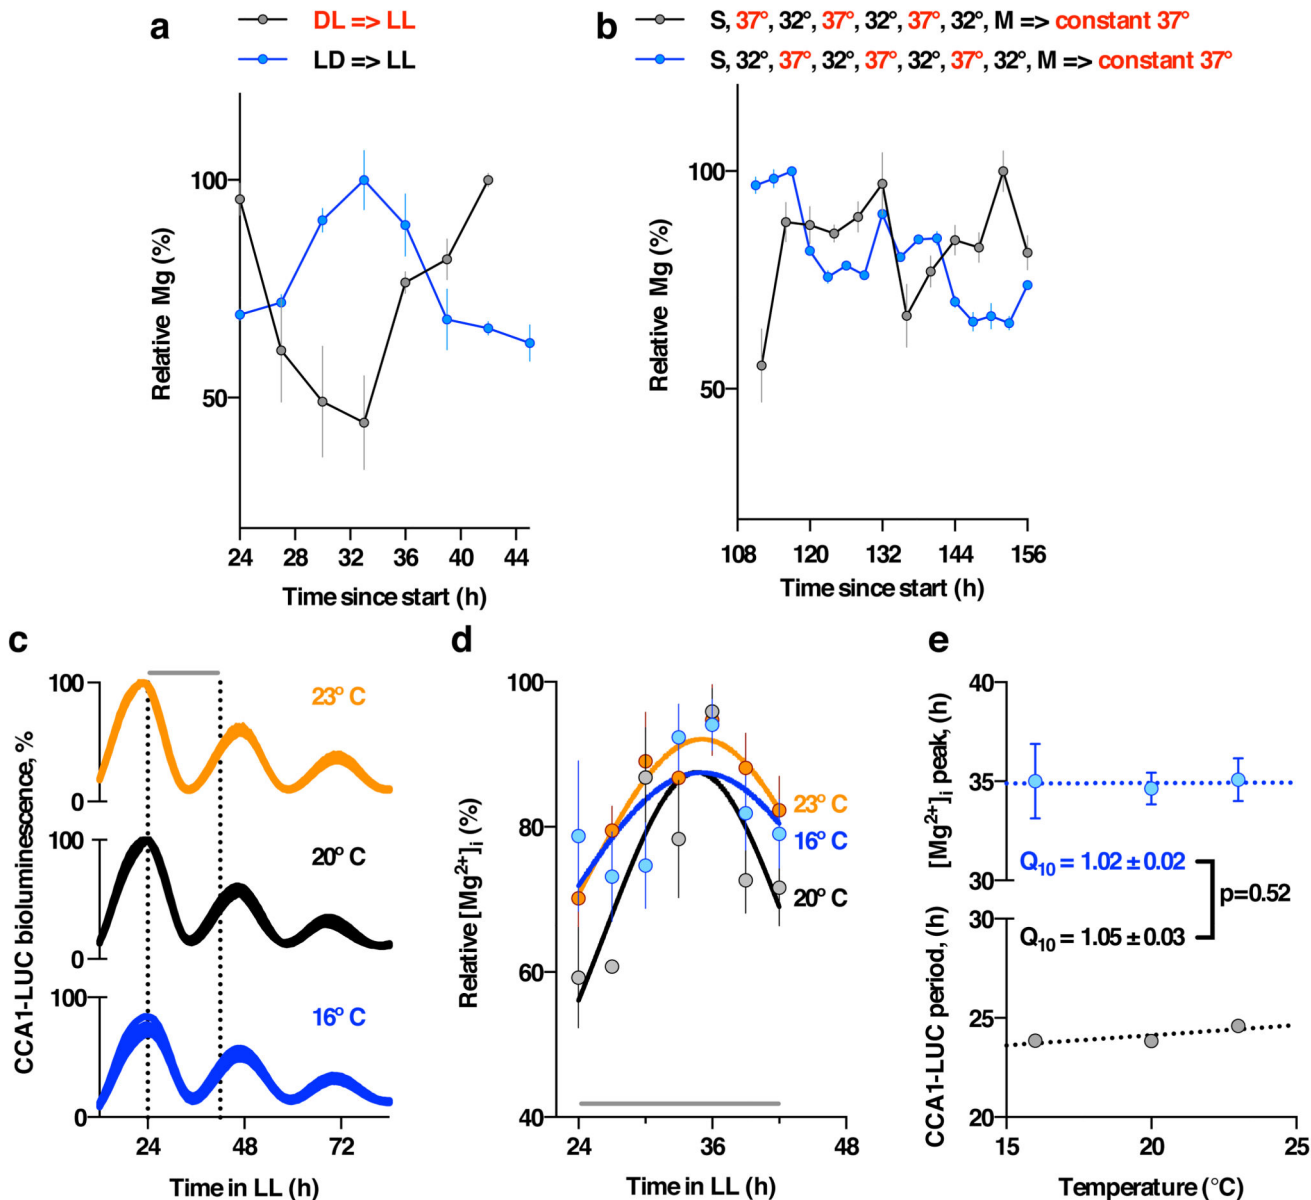 a
DL => LL
LD => LL
Relative Mg (%)
100
50
24 28 32 36 40 44
Time since start (h)
b
S, 37°, 32°, 37°, 32°, 37°, 32°, M => constant 37°
S, 32°, 37°, 32°, 37°, 32°, 37°, 32°, M => constant 37°
Relative Mg (%)
100
50
108 120 132 144 156
Time since start (h)
c
CCA1-LUC bioluminescence, %
100
23° C
0
100
20° C
0
100
16° C
0
24 48 72
Time in LL (h)
d
Relative [Mg²⁺]ᵢ (%)
100
80
60
40
23° C
16° C
20° C
24 36 48
Time in LL (h)
e
[Mg²⁺]ᵢ peak, (h)
40
35
30
Q₁₀ = 1.02 ± 0.02
p=0.52
Q₁₀ = 1.05 ± 0.03
CCA1-LUC period, (h)
30
25
20
15 20 25
Temperature (°C)